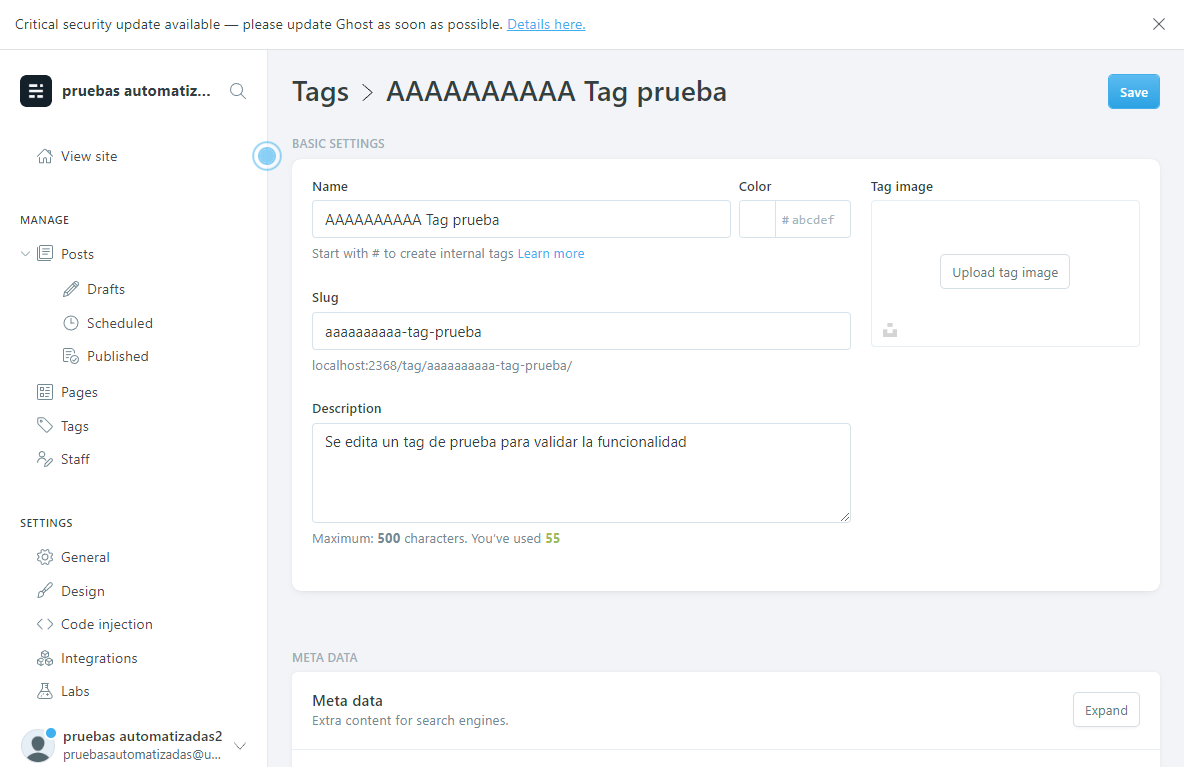 Critical security update available — please update Ghost as soon as possible. Details here.
pruebas automatiz...
View site
MANAGE
Posts
Drafts
Scheduled
Published
Pages
Tags
Staff
SETTINGS
General
Design
Code injection
Integrations
Labs
pruebas automatizadas2
pruebasautomatizadas@u...
Tags > AAAAAAAAAA Tag prueba
Save
BASIC SETTINGS
Name
AAAAAAAAAA Tag prueba
Start with # to create internal tags Learn more
Color
# abcdef
Slug
aaaaaaaaaa-tag-prueba
localhost:2368/tag/aaaaaaaaaa-tag-prueba/
Description
Se edita un tag de prueba para validar la funcionalidad
Maximum: 500 characters. You've used 55
Tag image
Upload tag image
META DATA
Meta data
Extra content for search engines.
Expand